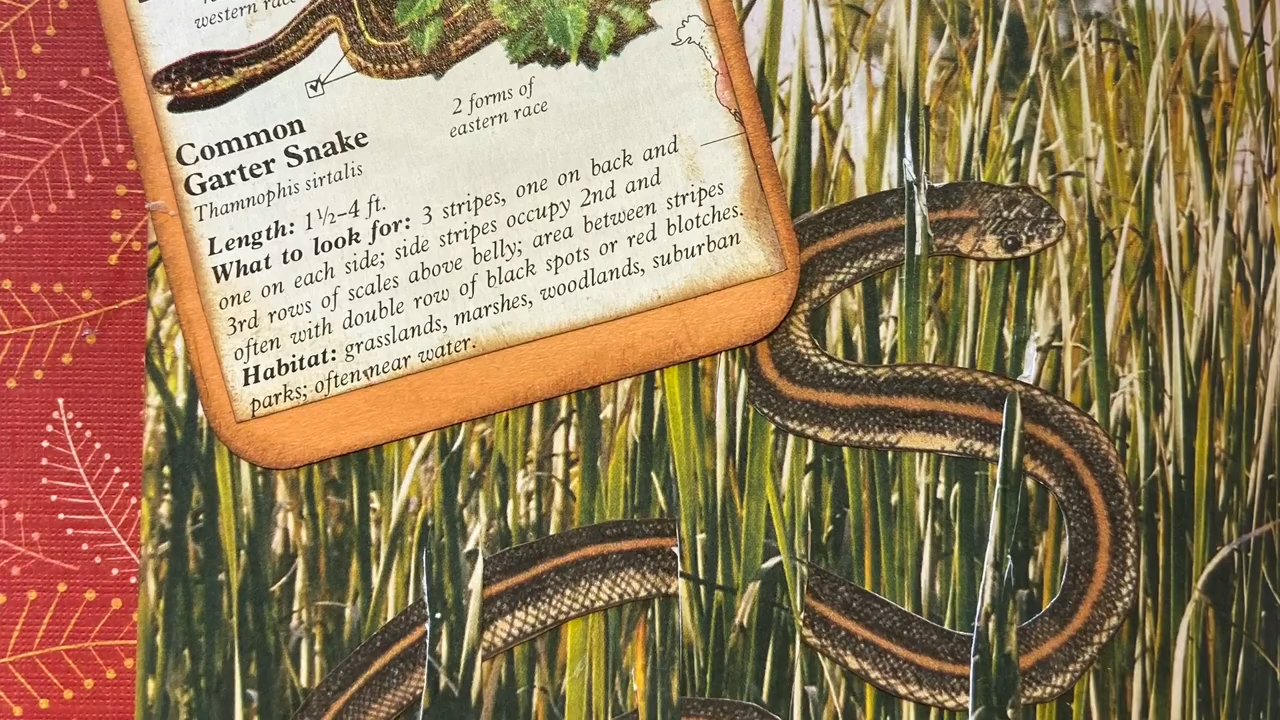 western race
2 forms of
eastern race
Common
Garter Snake
Thamnophis sirtalis
Length: 1½–4 ft.
What to look for: 3 stripes, one on back and
one on each side; side stripes occupy 2nd and
3rd rows of scales above belly; area between stripes
often with double row of black spots or red blotches.
Habitat: grasslands, marshes, woodlands, suburban
parks; often near water.